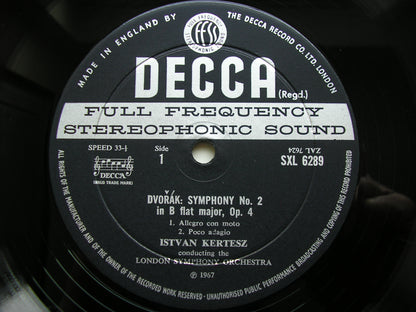 MADE IN ENGLAND BY
THE DECCA RECORD CO. LTD. LONDON
ffss
DECCA
(Regd.)
FULL FREQUENCY
STEREOPHONIC SOUND
SPEED 33⅓
Side
1
ZAL 7624
SXL 6289
DECCA
(REGD. TRADE MARK)
DVOŘÁK: SYMPHONY No. 2
in B flat major, Op. 4
1. Allegro con moto
2. Poco adagio
ISTVAN KERTESZ
conducting the
LONDON SYMPHONY ORCHESTRA
℗ 1967
ALL RIGHTS OF THE MANUFACTURER AND OF THE OWNER OF THE RECORDED WORK RESERVED · UNAUTHORISED PUBLIC PERFORMANCE BROADCASTING AND COPYING OF THIS RECORD PROHIBITED